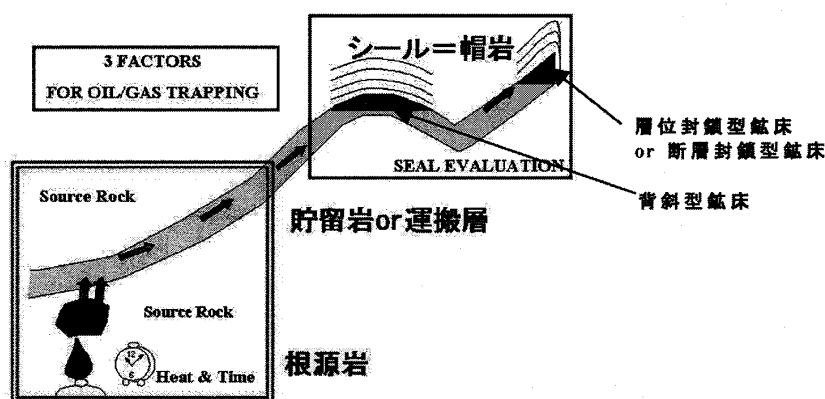 3 FACTORS
FOR OIL/GAS TRAPPING
シール＝帽岩
SEAL EVALUATION
層位封鎖型鉱床
or 断層封鎖型鉱床
背斜型鉱床
Source Rock
貯留岩or運搬層
Source Rock
12
6
Heat & Time
根源岩